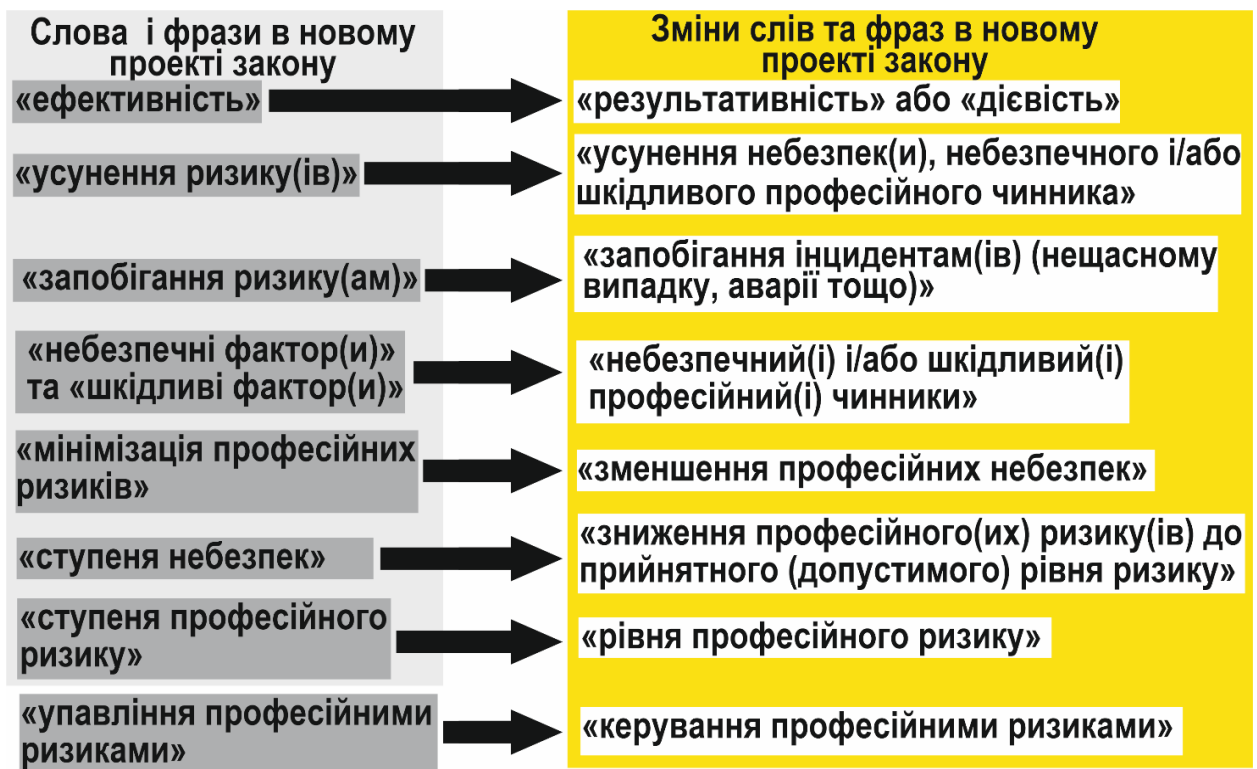 Слова і фрази в новому
проекті закону
Зміни слів та фраз в новому
проекті закону
«ефективність»
«результативність» або «дієвість»
«усунення ризику(ів)»
«усунення небезпек(и), небезпечного і/або
шкідливого професійного чинника»
«запобігання ризику(ам)»
«запобігання інцидентам(ів) (нещасному
випадку, аварії тощо)»
«небезпечні фактор(и)»
та «шкідливі фактор(и)»
«небезпечний(і) і/або шкідливий(і)
професійний(і) чинники»
«мінімізація професійних
ризиків»
«зменшення професійних небезпек»
«ступеня небезпек»
«зниження професійного(их) ризику(ів) до
прийнятного (допустимого) рівня ризику»
«ступеня професійного
ризику»
«рівня професійного ризику»
«упавління професійними
ризиками»
«керування професійними ризиками»